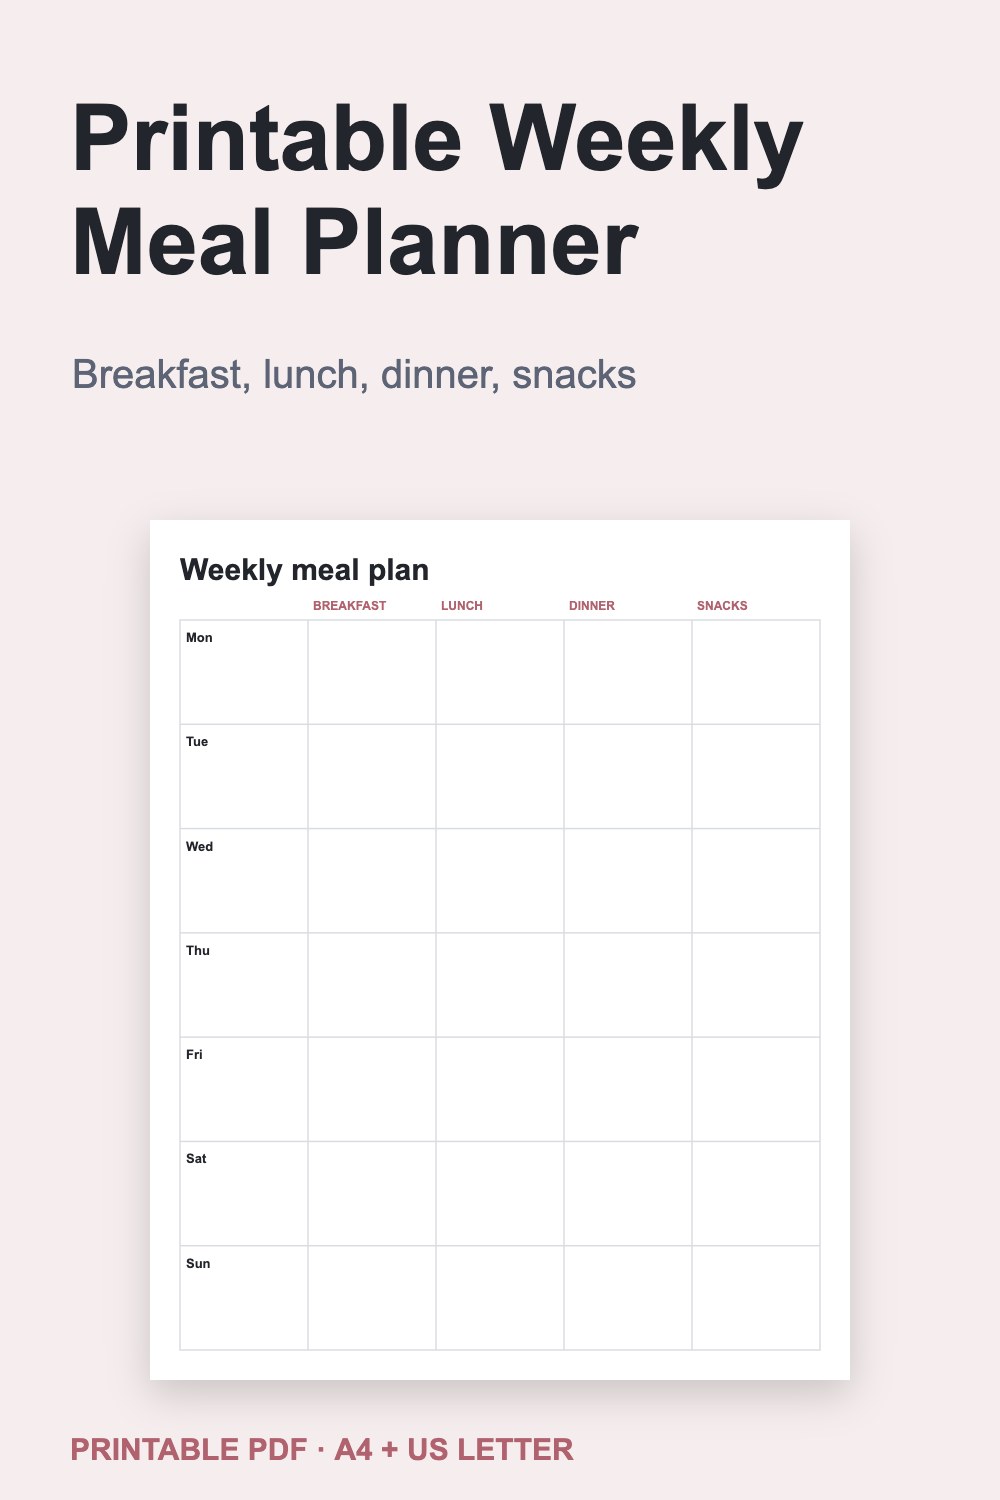 Printable Weekly
Meal Planner
Breakfast, lunch, dinner, snacks
Weekly meal plan
BREAKFAST LUNCH DINNER SNACKS
Mon
Tue
Wed
Thu
Fri
Sat
Sun
PRINTABLE PDF · A4 + US LETTER